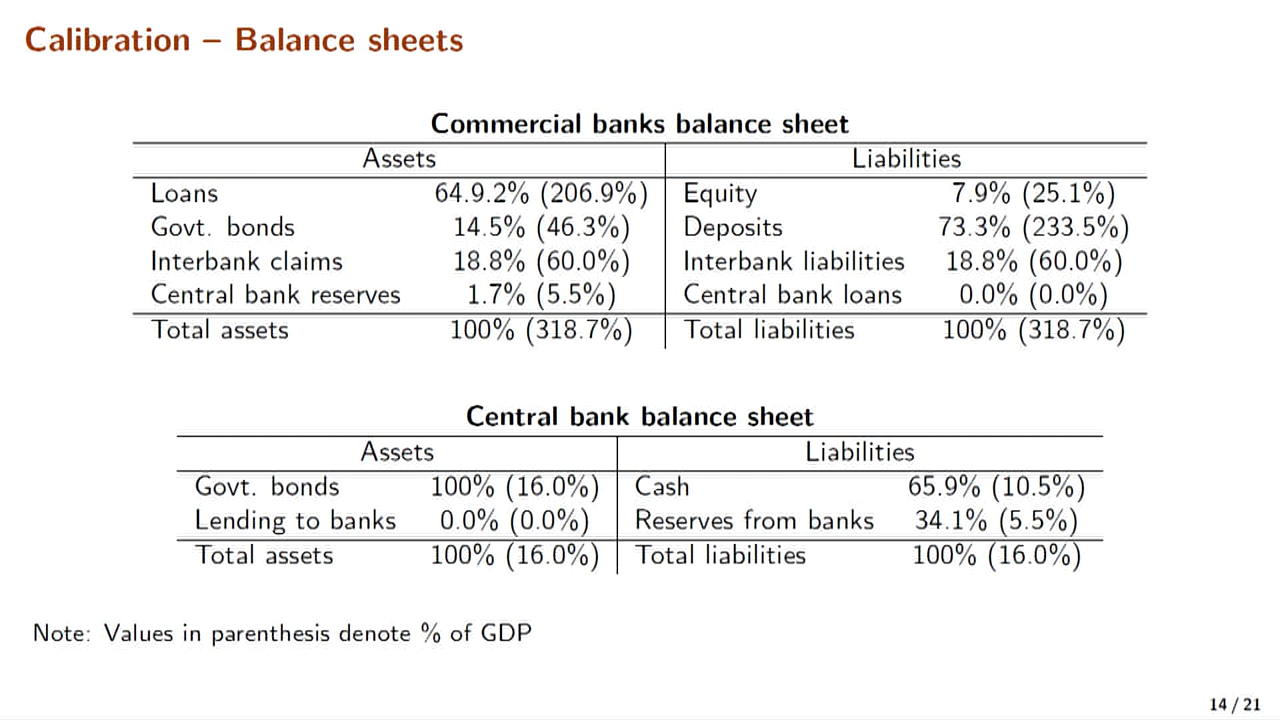 Calibration – Balance sheets
Commercial banks balance sheet
Assets Liabilities
Loans 64.9.2% (206.9%) Equity 7.9% (25.1%)
Govt. bonds 14.5% (46.3%) Deposits 73.3% (233.5%)
Interbank claims 18.8% (60.0%) Interbank liabilities 18.8% (60.0%)
Central bank reserves 1.7% (5.5%) Central bank loans 0.0% (0.0%)
Total assets 100% (318.7%) Total liabilities 100% (318.7%)
Central bank balance sheet
Assets Liabilities
Govt. bonds 100% (16.0%) Cash 65.9% (10.5%)
Lending to banks 0.0% (0.0%) Reserves from banks 34.1% (5.5%)
Total assets 100% (16.0%) Total liabilities 100% (16.0%)
Note: Values in parenthesis denote % of GDP
14 / 21